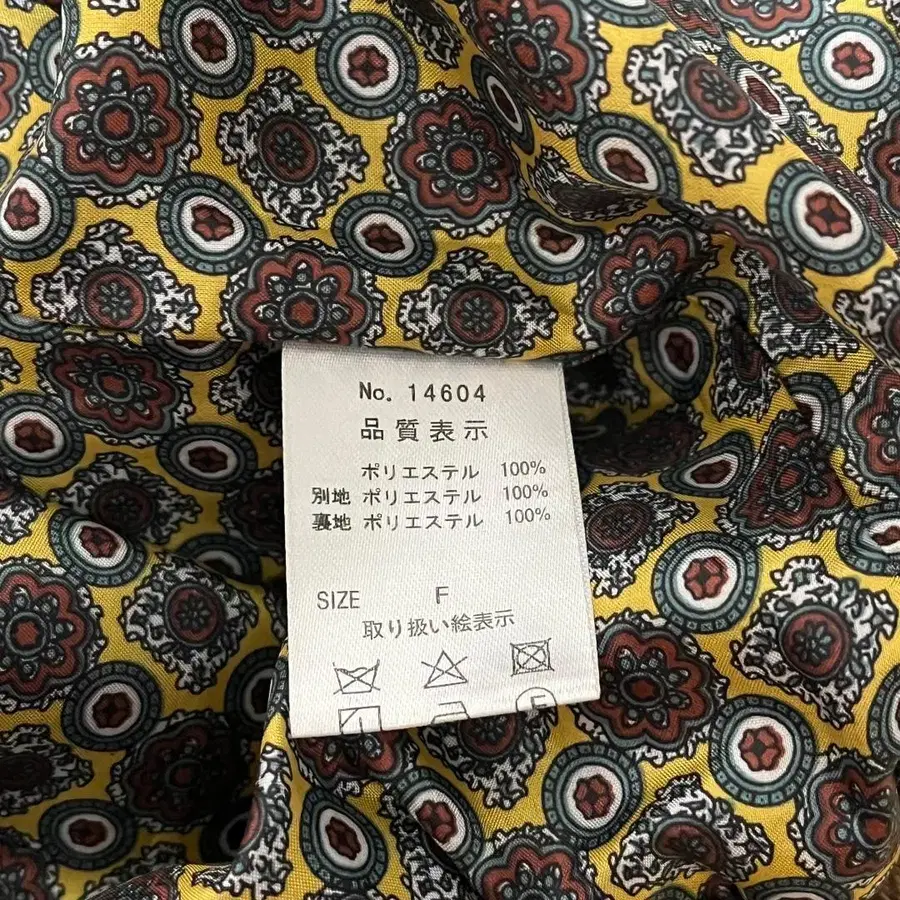 No. 14604
品質表示
ポリエステル 100%
別地 ポリエステル 100%
裏地 ポリエステル 100%
SIZE F
取り扱い絵表示